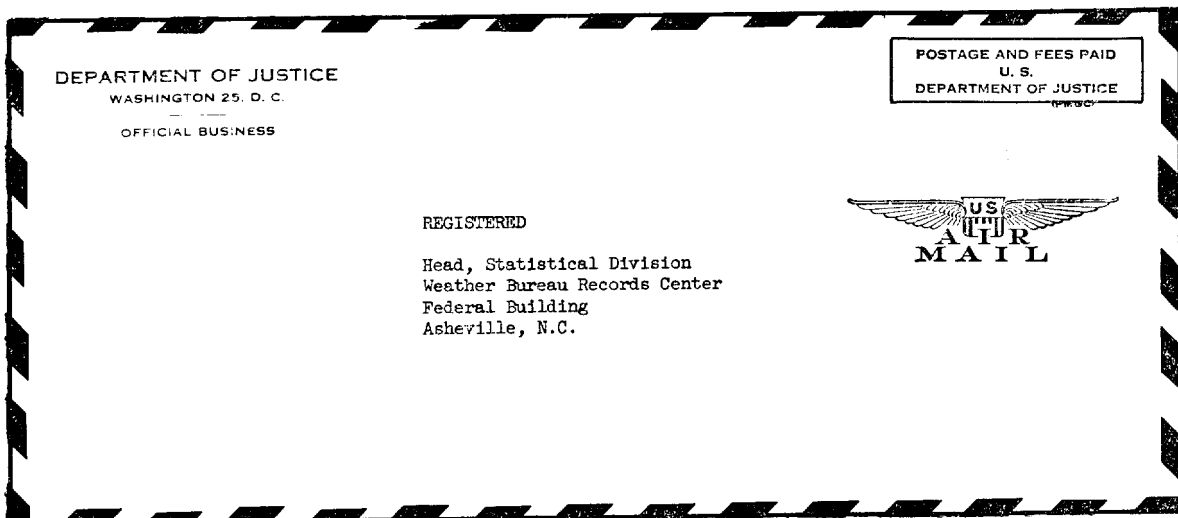 DEPARTMENT OF JUSTICE
WASHINGTON 25, D. C.
OFFICIAL BUSINESS
POSTAGE AND FEES PAID
U. S.
DEPARTMENT OF JUSTICE
REGISTERED
Head, Statistical Division
Weather Bureau Records Center
Federal Building
Asheville, N.C.
US
AIR
MAIL